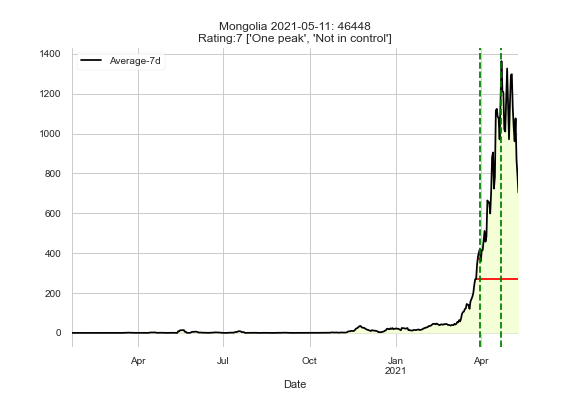 Mongolia 2021-05-11: 46448
Rating:7 ['One peak', 'Not in control']
Average-7d
1400
1200
1000
800
600
400
200
0
Apr
Jul
Oct
Jan
2021
Apr
Date